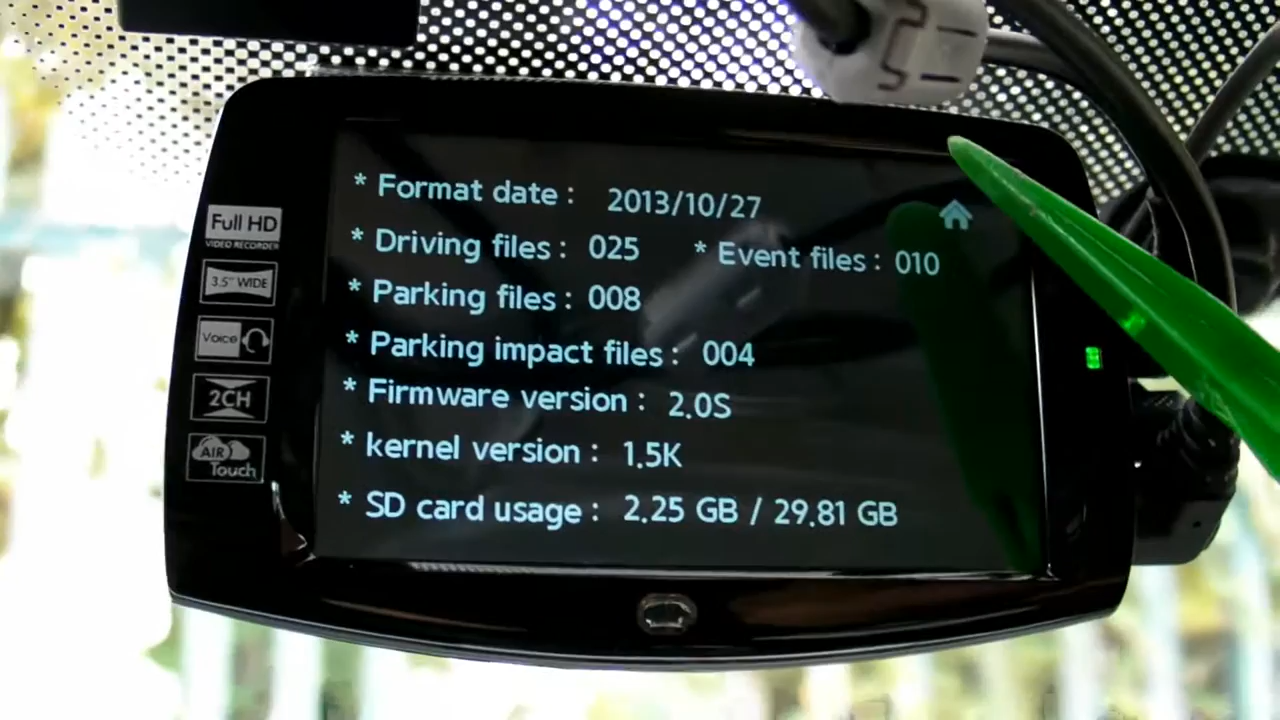 * Format date : 2013/10/27
* Driving files : 025 * Event files : 010
* Parking files : 008
* Parking impact files : 004
* Firmware version : 2.0S
* kernel version : 1.5K
* SD card usage : 2.25 GB / 29.81 GB
Full HD
VIDEO RECORDER
3.5" WIDE
Voice
2CH
AIR
Touch